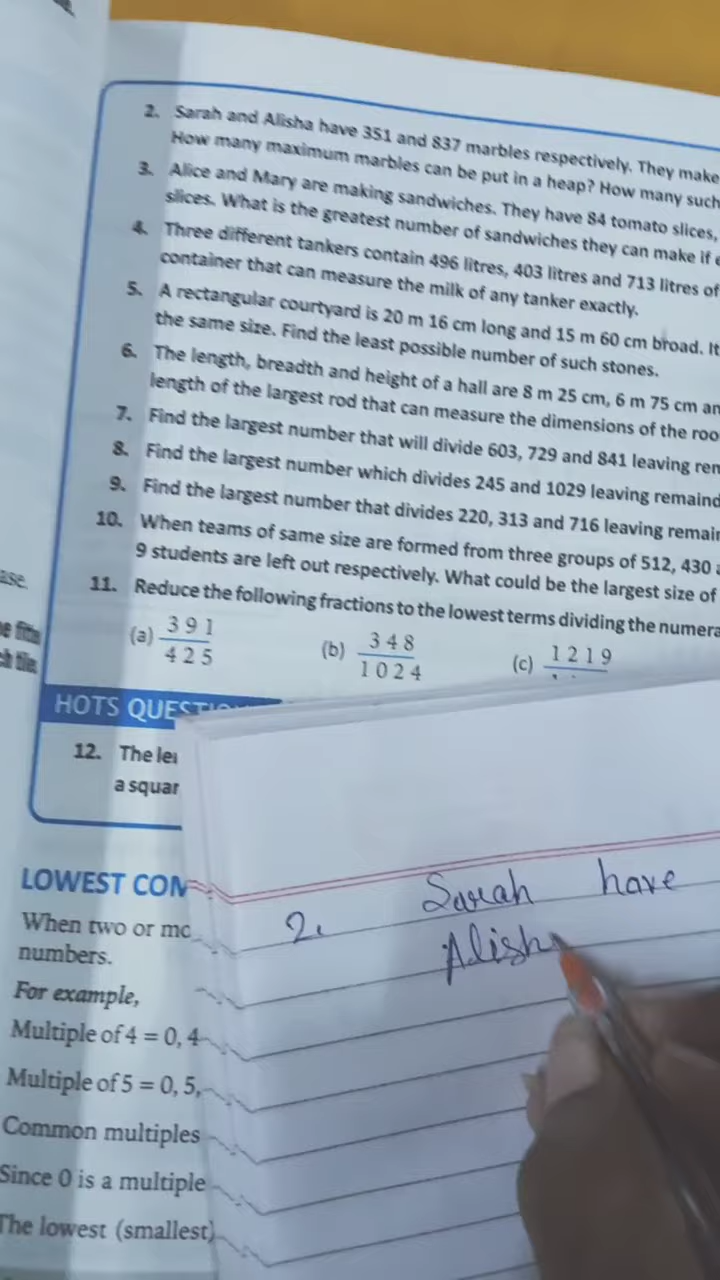 2. Sarah and Alisha have 351 and 837 marbles respectively. They make
How many maximum marbles can be put in a heap? How many such
3. Alice and Mary are making sandwiches. They have 84 tomato slices,
slices. What is the greatest number of sandwiches they can make if
4. Three different tankers contain 496 litres, 403 litres and 713 litres of
container that can measure the milk of any tanker exactly.
5. A rectangular courtyard is 20 m 16 cm long and 15 m 60 cm broad. It
the same size. Find the least possible number of such stones.
6. The length, breadth and height of a hall are 8 m 25 cm, 6 m 75 cm
length of the largest rod that can measure the dimensions of the
7. Find the largest number that will divide 603, 729 and 841 leaving
8. Find the largest number which divides 245 and 1029 leaving
9. Find the largest number that divides 220, 313 and 716 leaving
10. When teams of same size are formed from three groups of 512, 430
9 students are left out respectively. What could be the largest size of
11. Reduce the following fractions to the lowest terms dividing the
(a) 391/425 (b) 348/1024 (c) 1219
HOTS
12. The
a
LOWEST
When two or
numbers.
For example,
Multiple of 4 = 0, 4
Multiple of 5 = 0, 5,
Common multiples
Since 0 is a multiple
The lowest (smallest)
2. Sarah have
Alish